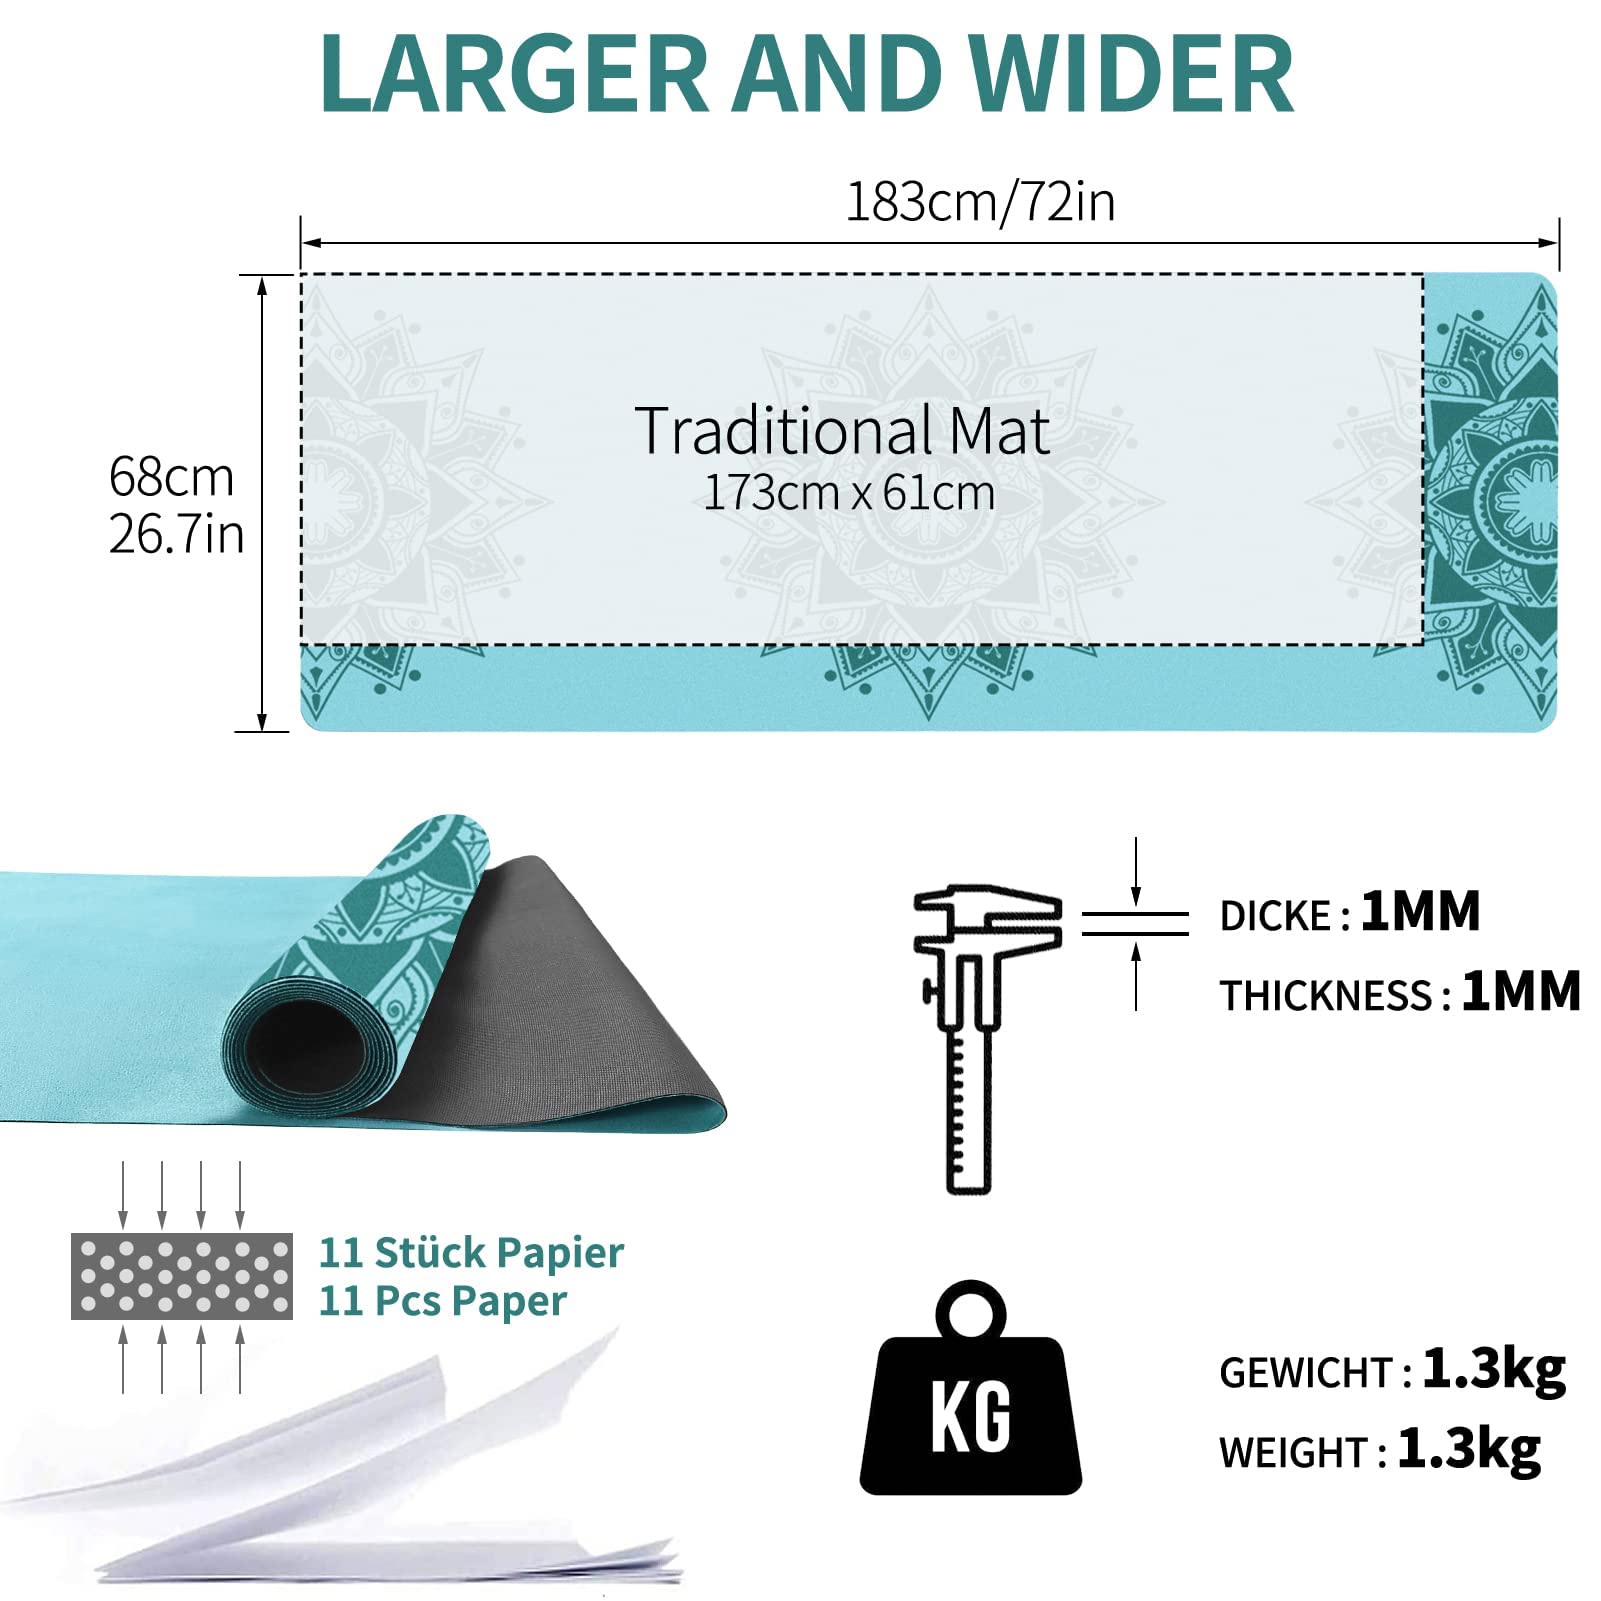 LARGER AND WIDER
183cm/72in
Traditional Mat
173cm x 61cm
68cm
26.7in
DICKE : 1MM
THICKNESS : 1MM
11 Stück Papier
11 Pcs Paper
KG
GEWICHT : 1.3kg
WEIGHT : 1.3kg